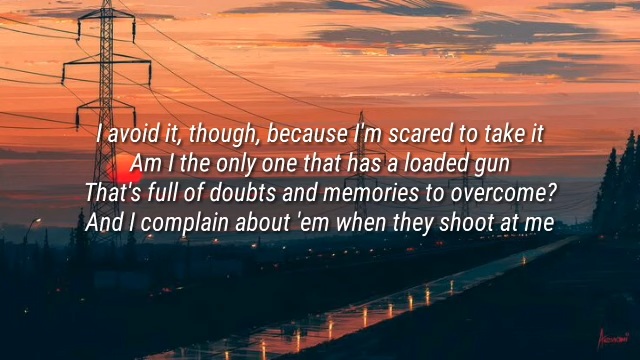 I avoid it, though, because I'm scared to take it
Am I the only one that has a loaded gun
That's full of doubts and memories to overcome?
And I complain about 'em when they shoot at me